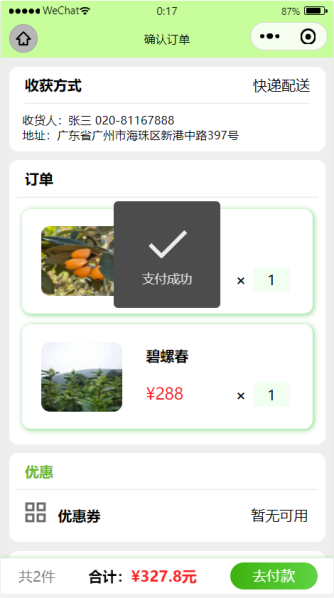 WeChat 0:17 87%
确认订单
收获方式 快递配送
收货人：张三 020-81167888
地址：广东省广州市海珠区新港中路397号
订单
支付成功
× 1
碧螺春
¥288 × 1
优惠
优惠券 暂无可用
共2件 合计：¥327.8元 去付款